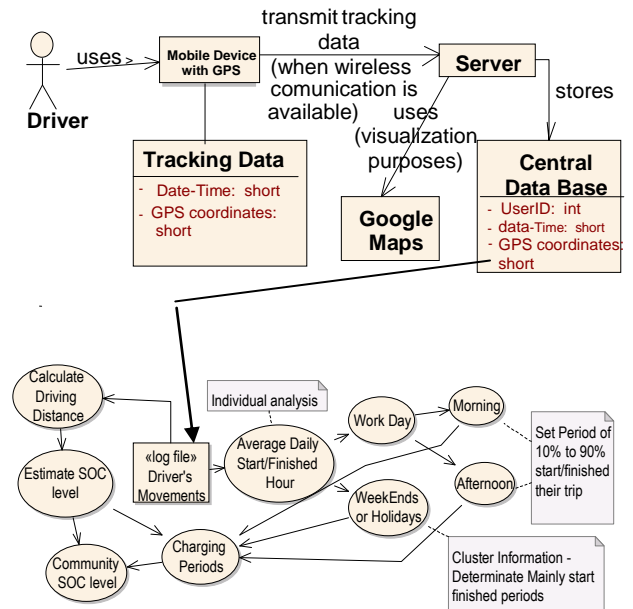 uses >
Driver
Mobile Device
with GPS
transmit tracking
data
(when wireless
comunication is
available)
Server
uses
(visualization
purposes)
stores
Tracking Data
- Date-Time: short
- GPS coordinates:
short
Google
Maps
Central
Data Base
- UserID: int
- data-Time: short
- GPS coordinates:
short
-
Calculate
Driving
Distance
Estimate SOC
level
Community
SOC level
«log file»
Driver's
Movements
Charging
Periods
Individual analysis
Average Daily
Start/Finished
Hour
Work Day
WeekEnds
or Holidays
Morning
Afternoon
Set Period of
10% to 90%
start/finished
their trip
Cluster Information -
Determinate Mainly start
finished periods